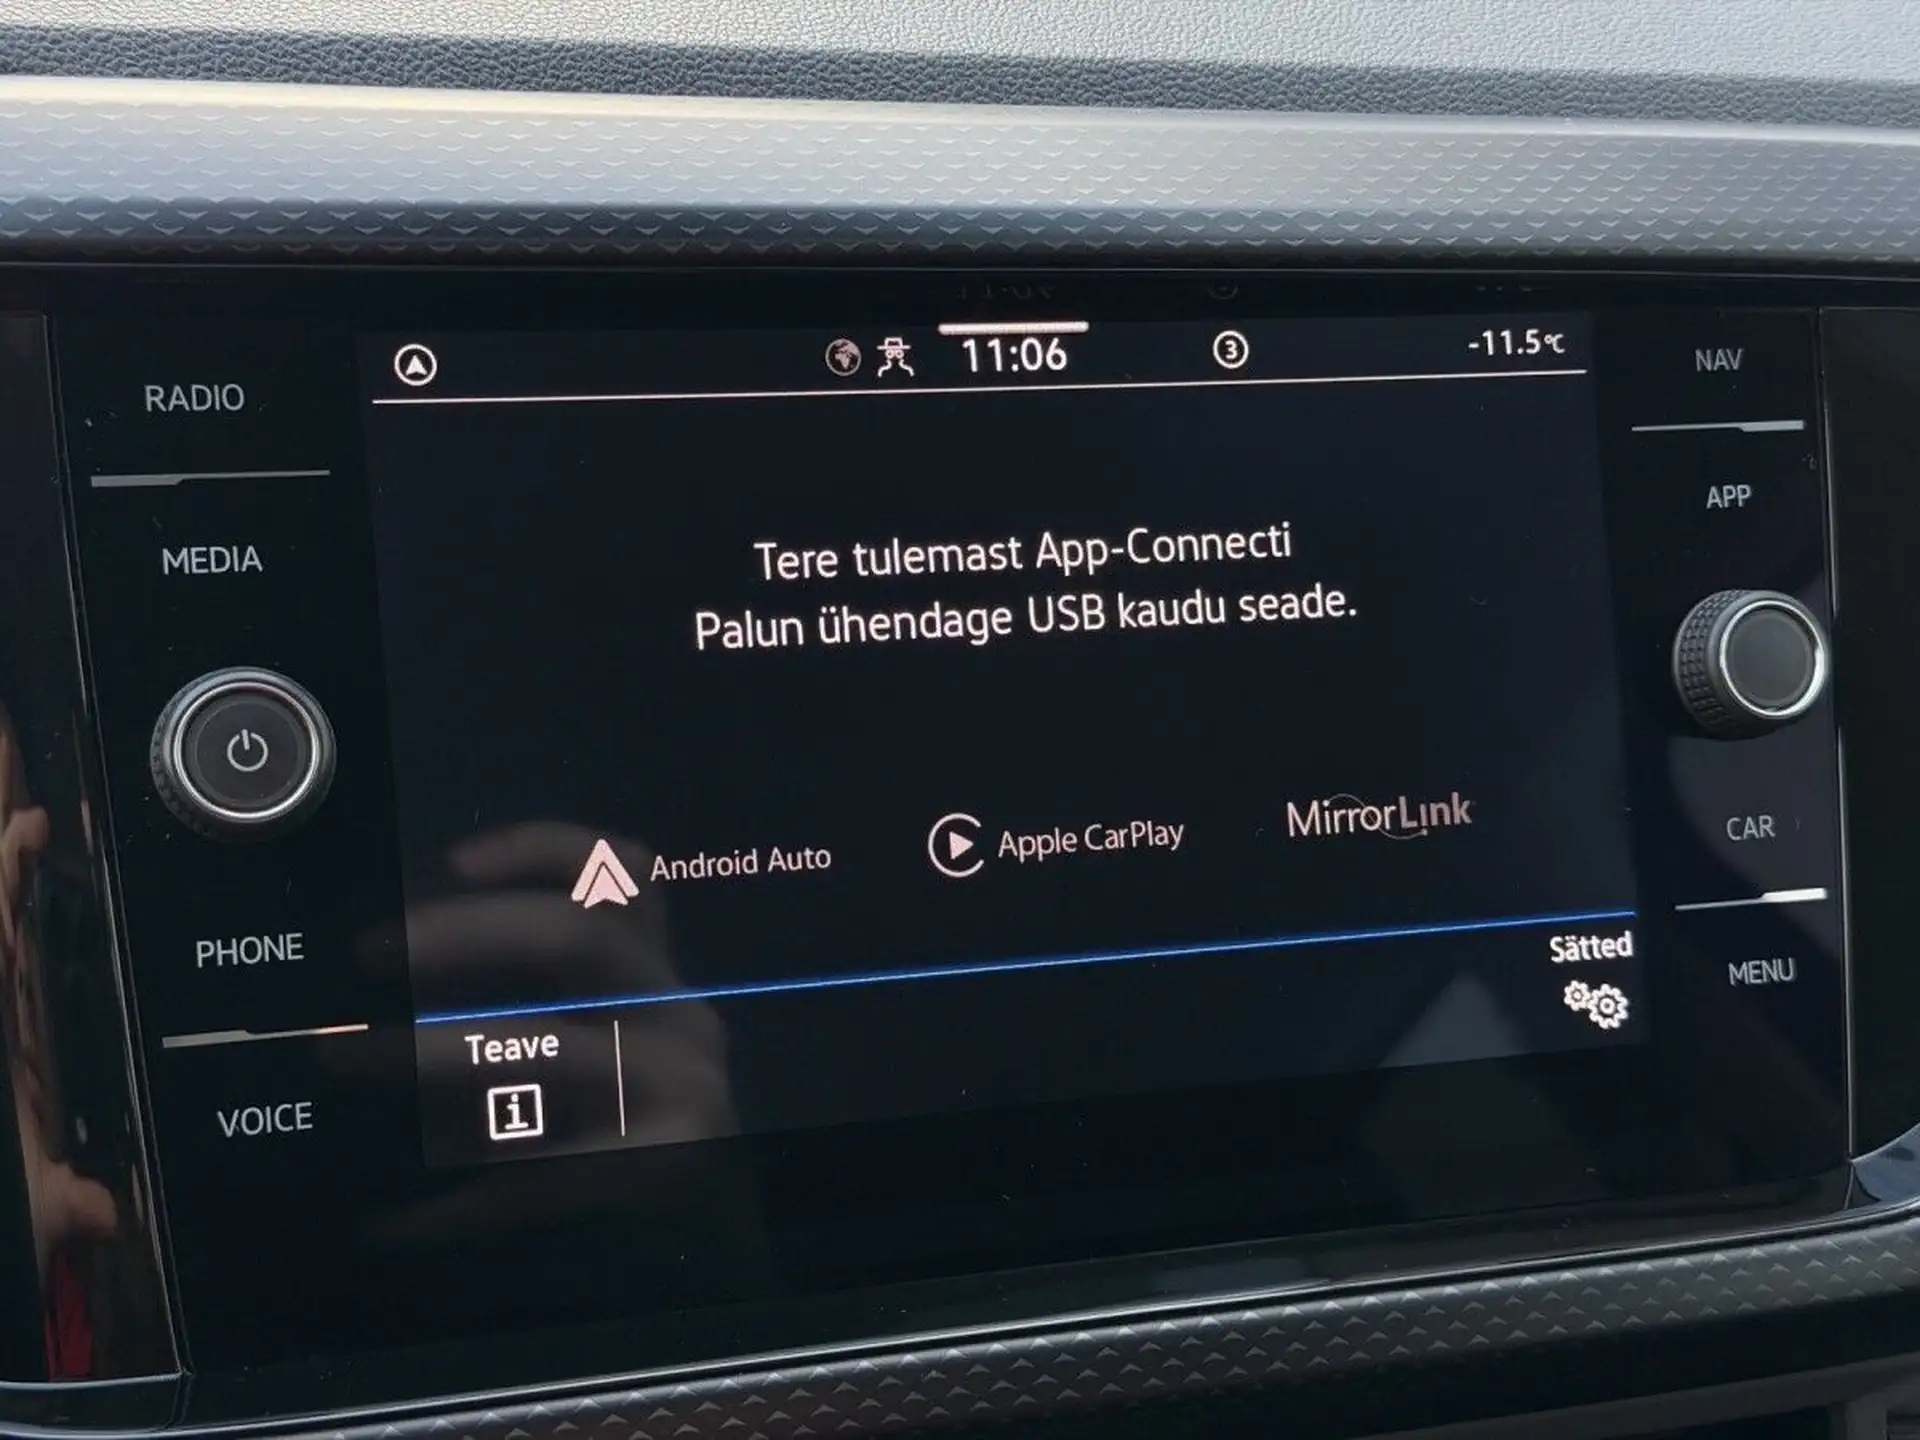 RADIO
MEDIA
PHONE
VOICE
11:06
3
-11.5°C
Tere tulemast App-Connecti
Palun ühendage USB kaudu seade.
Android Auto
Apple CarPlay
MirrorLink
Teave
i
Sätted
NAV
APP
CAR
MENU